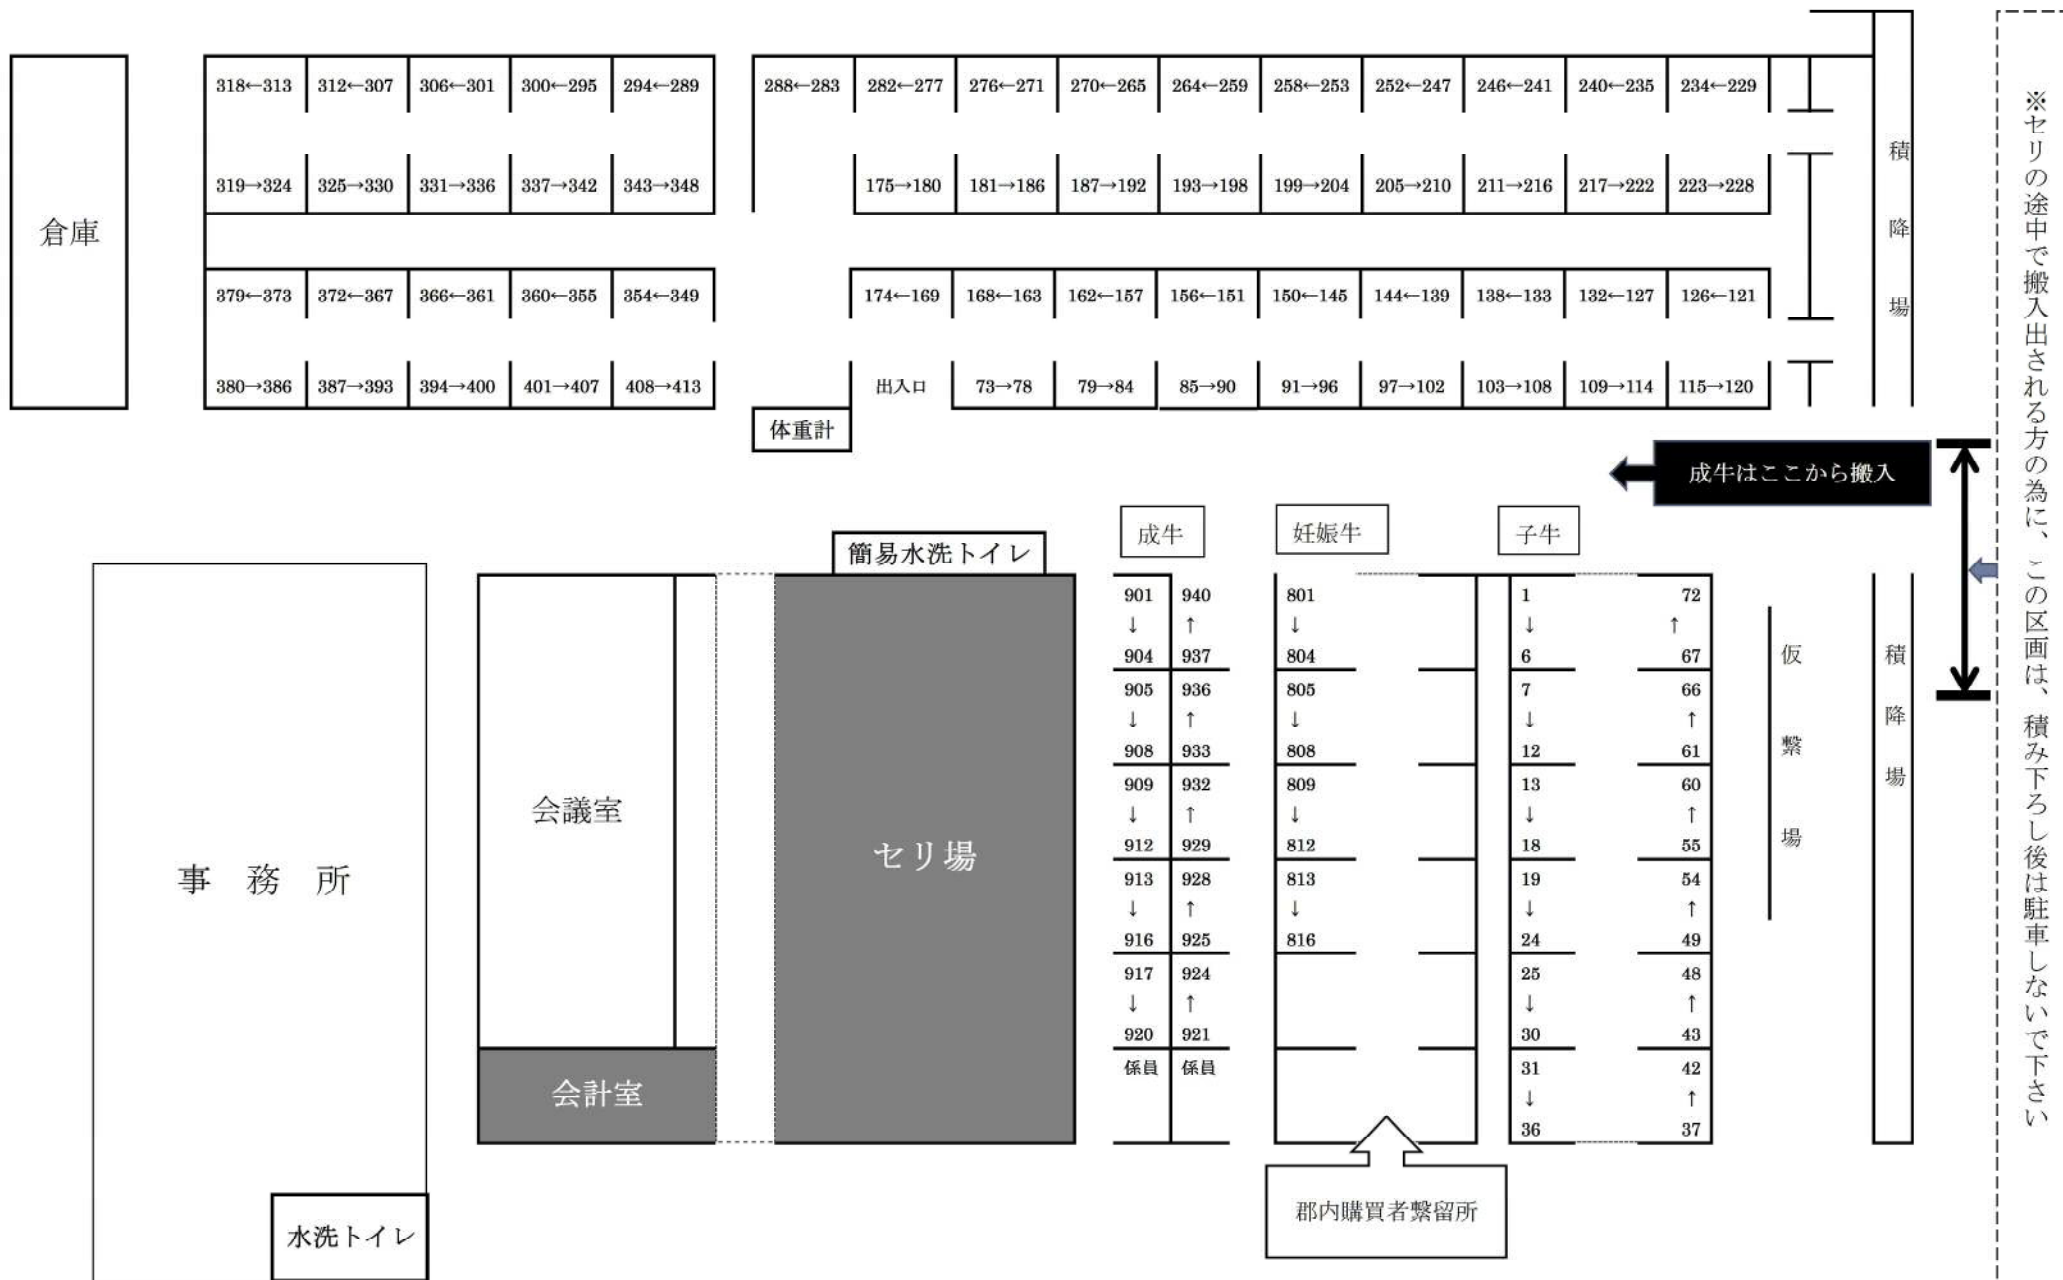 318←313 312←307 306←301 300←295 294←289 288←283 282←277 276←271 270←265 264←259 258←253 252←247 246←241 240←235 234←229
319→324 325→330 331→336 337→342 343→348 175→180 181→186 187→192 193→198 199→204 205→210 211→216 217→222 223→228
倉庫
379←373 372←367 366←361 360←355 354←349 174←169 168←163 162←157 156←151 150←145 144←139 138←133 132←127 126←121
380→386 387→393 394→400 401→407 408→413 出入口 73→78 79→84 85→90 91→96 97→102 103→108 109→114 115→120
積降場
※セリの途中で搬入出される方の為に、この区画は、積み下ろし後は駐車しないで下さい
体重計
成牛はここから搬入
簡易水洗トイレ
成牛
妊娠牛
子牛
901 940 801 1 72
↓ ↑ ↓ ↓ ↑
904 937 804 6 67
905 936 805 7 66
↓ ↑ ↓ ↓ ↑
908 933 808 12 61
909 932 809 13 60
↓ ↑ ↓ ↓ ↑
912 929 812 18 55
913 928 813 19 54
↓ ↑ ↓ ↓ ↑
916 925 816 24 49
917 924 25 48
↓ ↑ ↓ ↑
920 921 30 43
係員 係員 31 42
↓ ↑
36 37
仮繋場
積降場
会議室
セリ場
事務所
会計室
郡内購買者繋留所
水洗トイレ